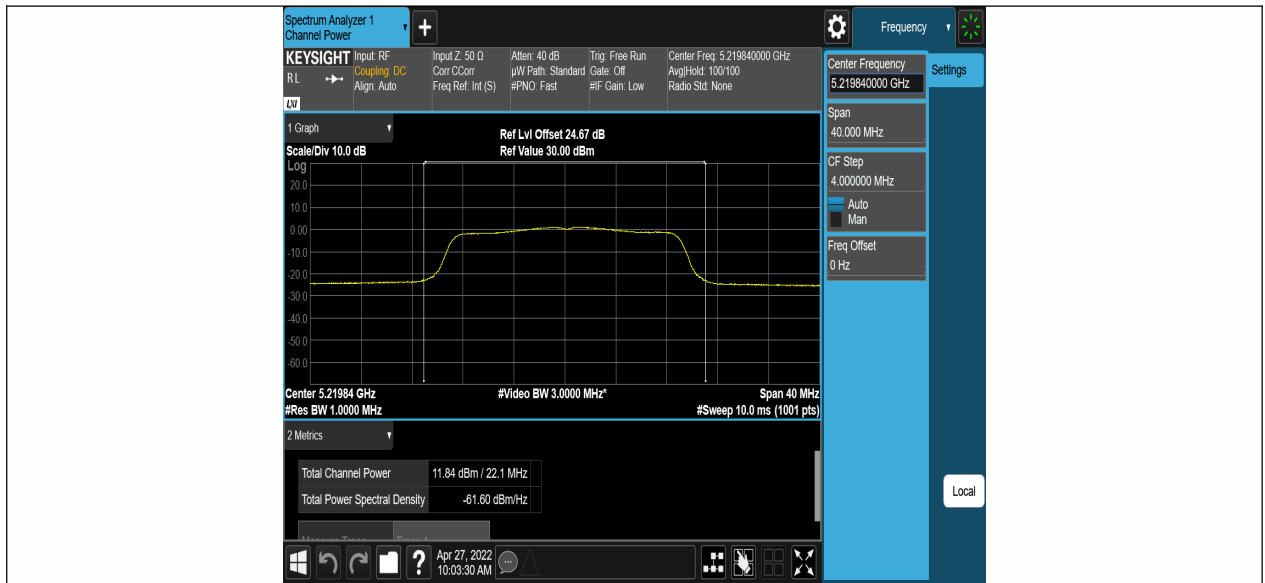 Spectrum Analyzer 1
Channel Power
+
Frequency
KEYSIGHT
RL
LXI
Input: RF
Coupling: DC
Align: Auto
Input Z: 50 Ω
Corr CCorr
Freq Ref: Int (S)
Atten: 40 dB
µW Path: Standard
#PNO: Fast
Trig: Free Run
Gate: Off
#IF Gain: Low
Center Freq: 5.219840000 GHz
Avg|Hold: 100/100
Radio Std: None
Center Frequency
5.219840000 GHz
Settings
Span
40.000 MHz
CF Step
4.000000 MHz
Auto
Man
Freq Offset
0 Hz
Local
1 Graph
Scale/Div 10.0 dB
Ref Lvl Offset 24.67 dB
Ref Value 30.00 dBm
Log
20.0
10.0
0.00
-10.0
-20.0
-30.0
-40.0
-50.0
-60.0
Center 5.21984 GHz
#Video BW 3.0000 MHz*
Span 40 MHz
#Res BW 1.0000 MHz
#Sweep 10.0 ms (1001 pts)
2 Metrics
Total Channel Power 11.84 dBm / 22.1 MHz
Total Power Spectral Density -61.60 dBm/Hz
?
Apr 27, 2022
10:03:30 AM